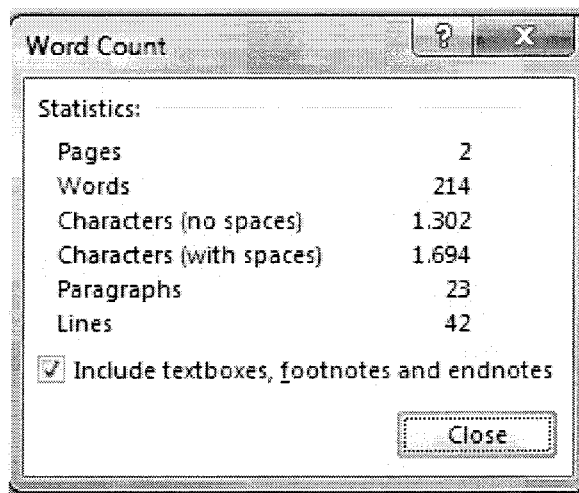 Word Count
Statistics:
Pages 2
Words 214
Characters (no spaces) 1.302
Characters (with spaces) 1.694
Paragraphs 23
Lines 42
Include textboxes, footnotes and endnotes
Close